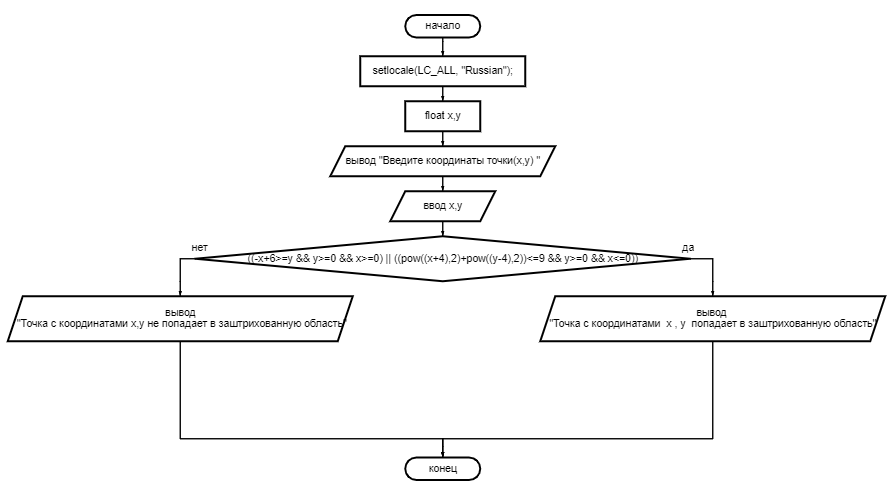 начало
setlocale(LC_ALL, "Russian");
float x,y
вывод "Введите координаты точки(x,y) "
ввод x,y
нет
да
((-x+6>=y && y>=0 && x>=0) || ((pow((x+4),2)+pow((y-4),2))<=9 && y>=0 && x<=0))
вывод
"Точка с координатами x,y не попадает в заштрихованную область"
вывод
"Точка с координатами  x , y  попадает в заштрихованную область"
конец